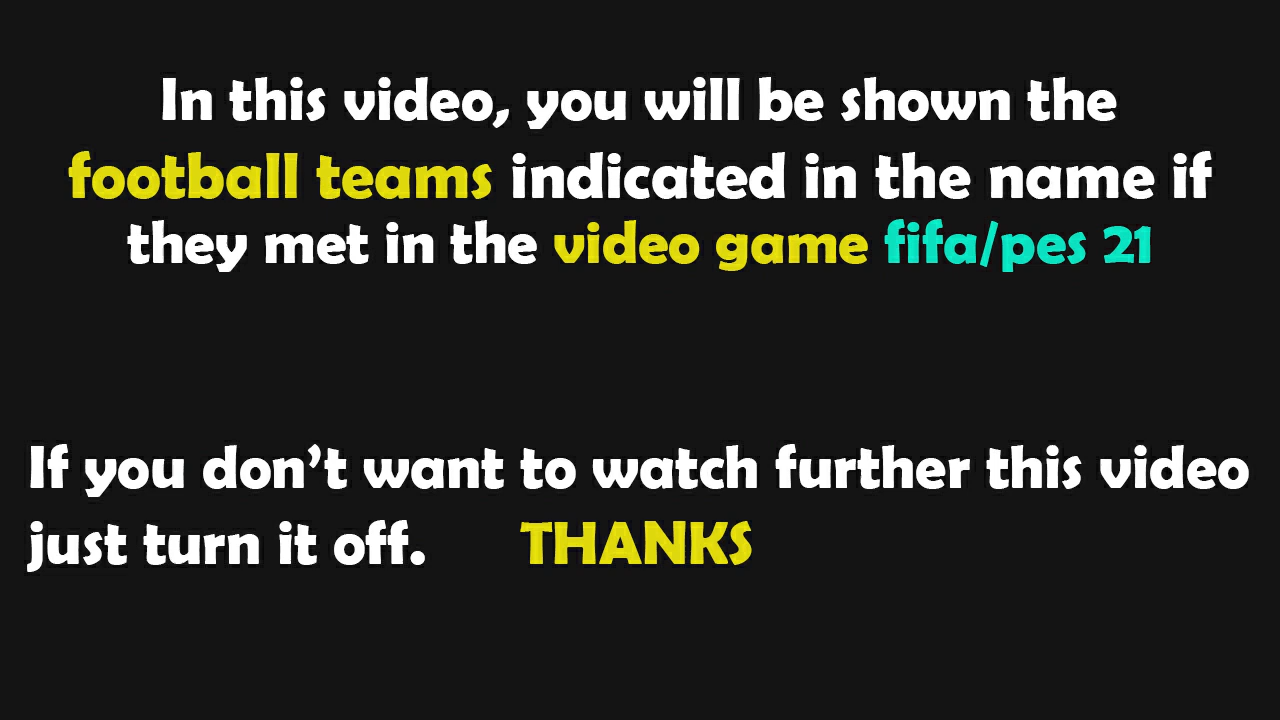 In this video, you will be shown the
football teams indicated in the name if
they met in the video game fifa/pes 21
If you don’t want to watch further this video
just turn it off. THANKS